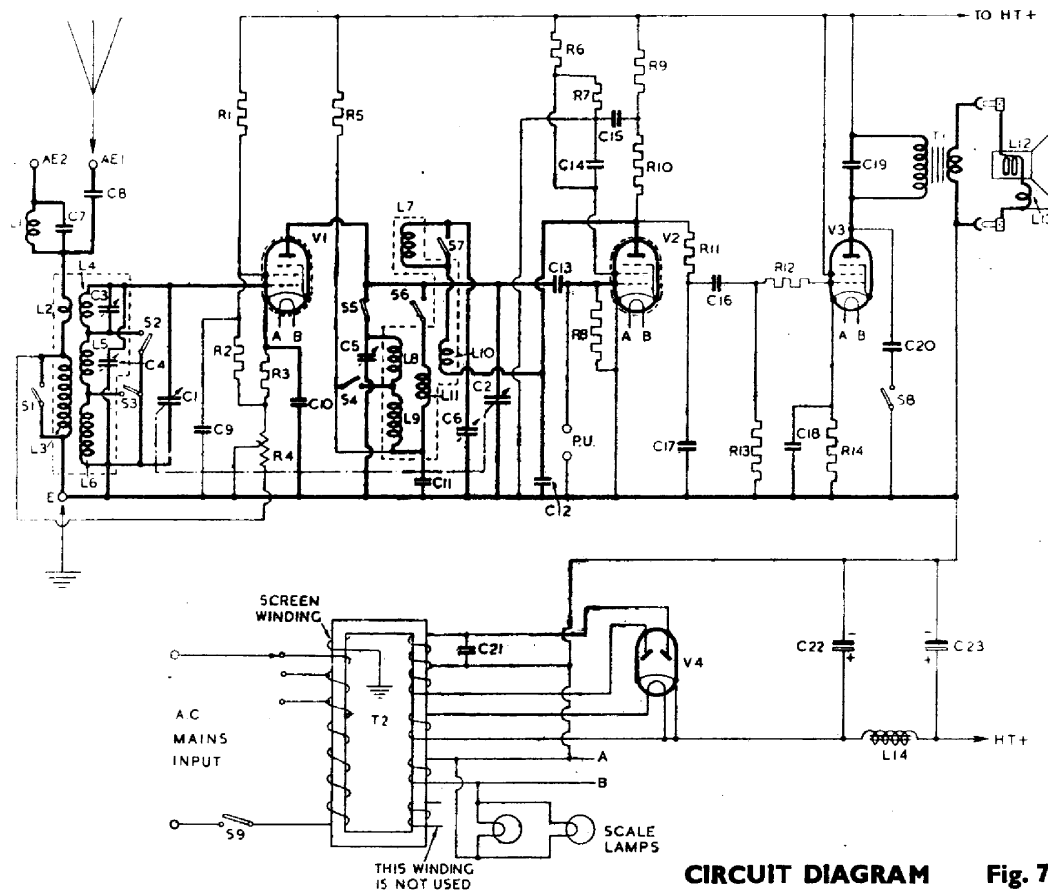 TO HT+
R6
R9
R1
R5
R7
C15
C14
R10
AE2
AE1
C8
C7
L1
T1
L12
L13
C19
L7
S7
V1
V2
R11
V3
L4
C3
L2
S2
S5
S6
C13
C16
R12
A B
A B
A B
L5
C4
R2
R3
C5
L8
L10
R8
C20
S1
S3
C1
S4
L11
C2
S8
C10
L9
C6
L3
C9
R4
P.U.
C17
R13
C18
R14
L6
C11
E
C12
SCREEN
WINDING
C21
V4
C22
C23
T2
A.C
MAINS
INPUT
L14
HT+
A
B
S9
SCALE
LAMPS
THIS WINDING
IS NOT USED
CIRCUIT DIAGRAM Fig. 7